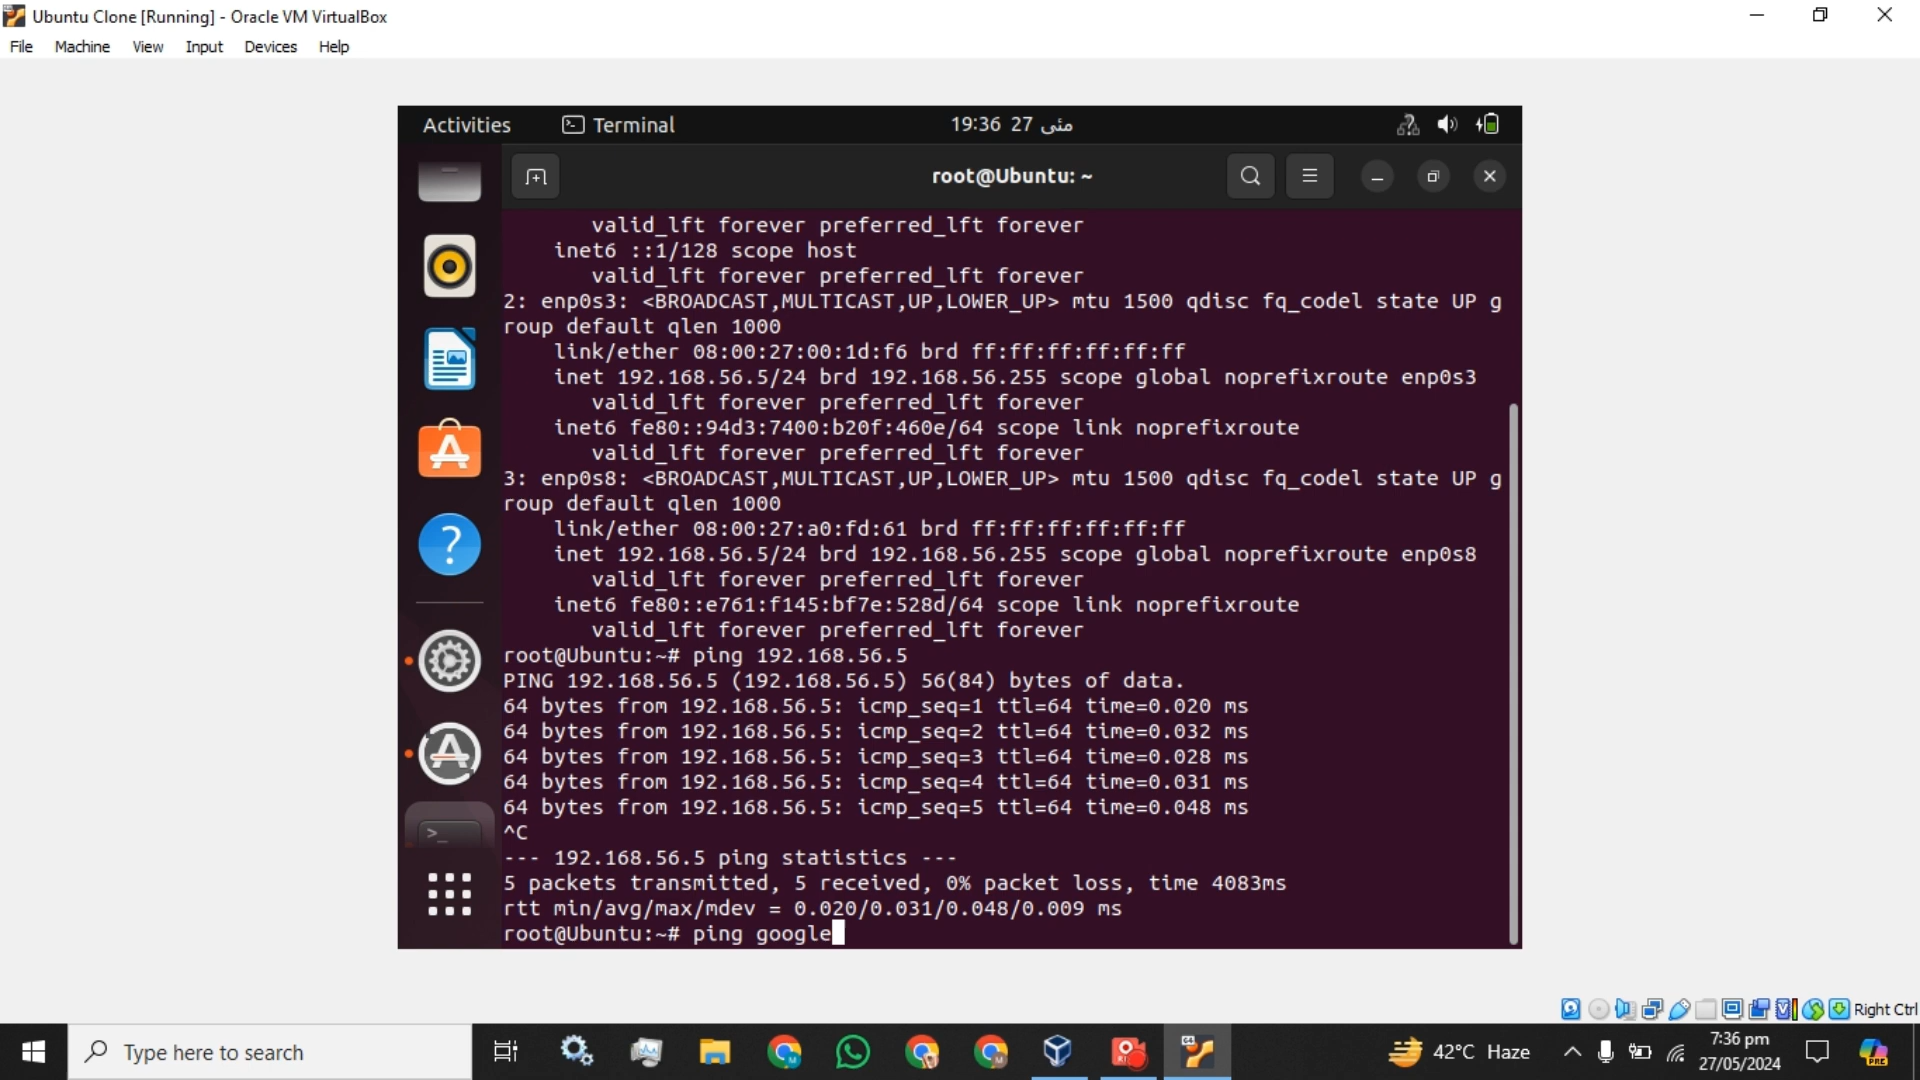 Ubuntu Clone [Running] - Oracle VM VirtualBox
File Machine View Input Devices Help
Activities Terminal 19:36 27 مئی
root@Ubuntu: ~
valid_lft forever preferred_lft forever
inet6 ::1/128 scope host
valid_lft forever preferred_lft forever
2: enp0s3: <BROADCAST,MULTICAST,UP,LOWER_UP> mtu 1500 qdisc fq_codel state UP g
roup default qlen 1000
link/ether 08:00:27:00:1d:f6 brd ff:ff:ff:ff:ff:ff
inet 192.168.56.5/24 brd 192.168.56.255 scope global noprefixroute enp0s3
valid_lft forever preferred_lft forever
inet6 fe80::94d3:7400:b20f:460e/64 scope link noprefixroute
valid_lft forever preferred_lft forever
3: enp0s8: <BROADCAST,MULTICAST,UP,LOWER_UP> mtu 1500 qdisc fq_codel state UP g
roup default qlen 1000
link/ether 08:00:27:a0:fd:61 brd ff:ff:ff:ff:ff:ff
inet 192.168.56.5/24 brd 192.168.56.255 scope global noprefixroute enp0s8
valid_lft forever preferred_lft forever
inet6 fe80::e761:f145:bf7e:528d/64 scope link noprefixroute
valid_lft forever preferred_lft forever
root@Ubuntu:~# ping 192.168.56.5
PING 192.168.56.5 (192.168.56.5) 56(84) bytes of data.
64 bytes from 192.168.56.5: icmp_seq=1 ttl=64 time=0.020 ms
64 bytes from 192.168.56.5: icmp_seq=2 ttl=64 time=0.032 ms
64 bytes from 192.168.56.5: icmp_seq=3 ttl=64 time=0.028 ms
64 bytes from 192.168.56.5: icmp_seq=4 ttl=64 time=0.031 ms
64 bytes from 192.168.56.5: icmp_seq=5 ttl=64 time=0.048 ms
^C
--- 192.168.56.5 ping statistics ---
5 packets transmitted, 5 received, 0% packet loss, time 4083ms
rtt min/avg/max/mdev = 0.020/0.031/0.048/0.009 ms
root@Ubuntu:~# ping google
Right Ctrl
Type here to search
42°C Haze
7:36 pm
27/05/2024
PRE